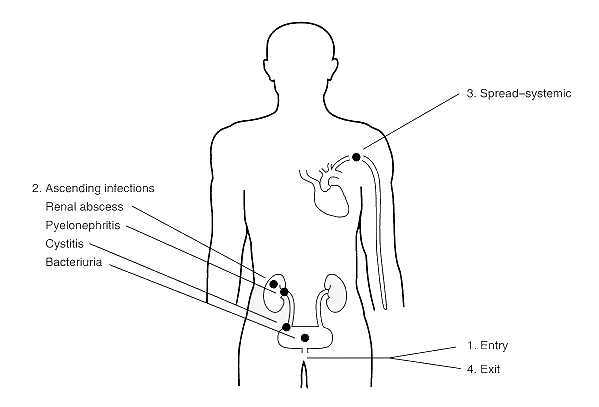 3. Spread–systemic
2. Ascending infections
Renal abscess
Pyelonephritis
Cystitis
Bacteriuria
1. Entry
4. Exit